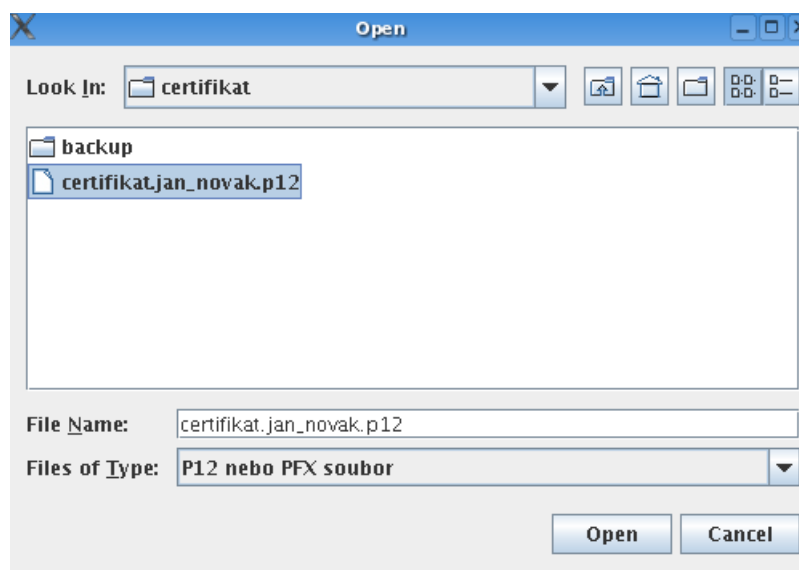 Open
Look In: certifikat
backup
certifikat.jan_novak.p12
File Name: certifikat.jan_novak.p12
Files of Type: P12 nebo PFX soubor
Open Cancel